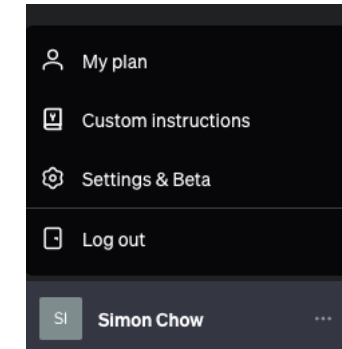 My plan
Custom instructions
Settings & Beta
Log out
SI
Simon Chow